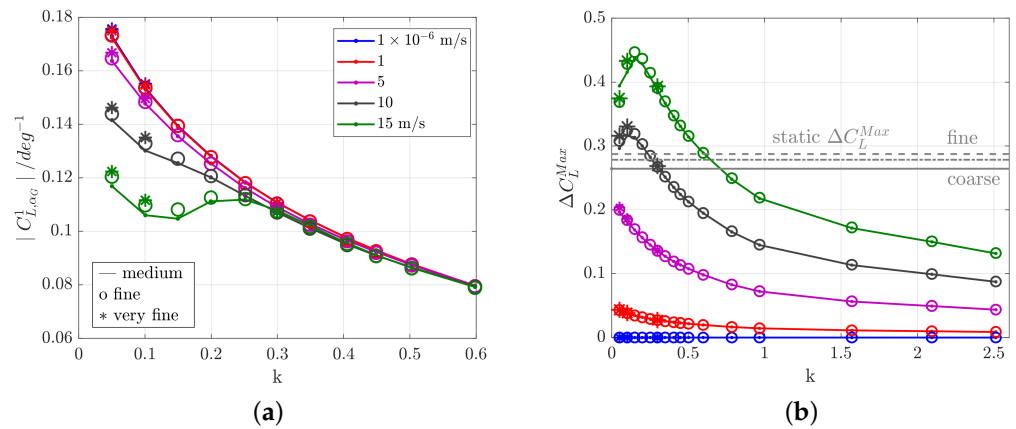 0.18
0.16
0.14
0.12
0.1
0.08
0.06
0
0.1
0.2
0.3
0.4
0.5
0.6
k
| C^1_{L,α_G} | /deg^{-1}
1 × 10^{-6} m/s
1
5
10
15 m/s
— medium
o fine
* very fine
(a)
0.5
0.4
0.3
0.2
0.1
0
0
0.5
1
1.5
2
2.5
k
ΔC_L^{Max}
static ΔC_L^{Max}
fine
coarse
(b)